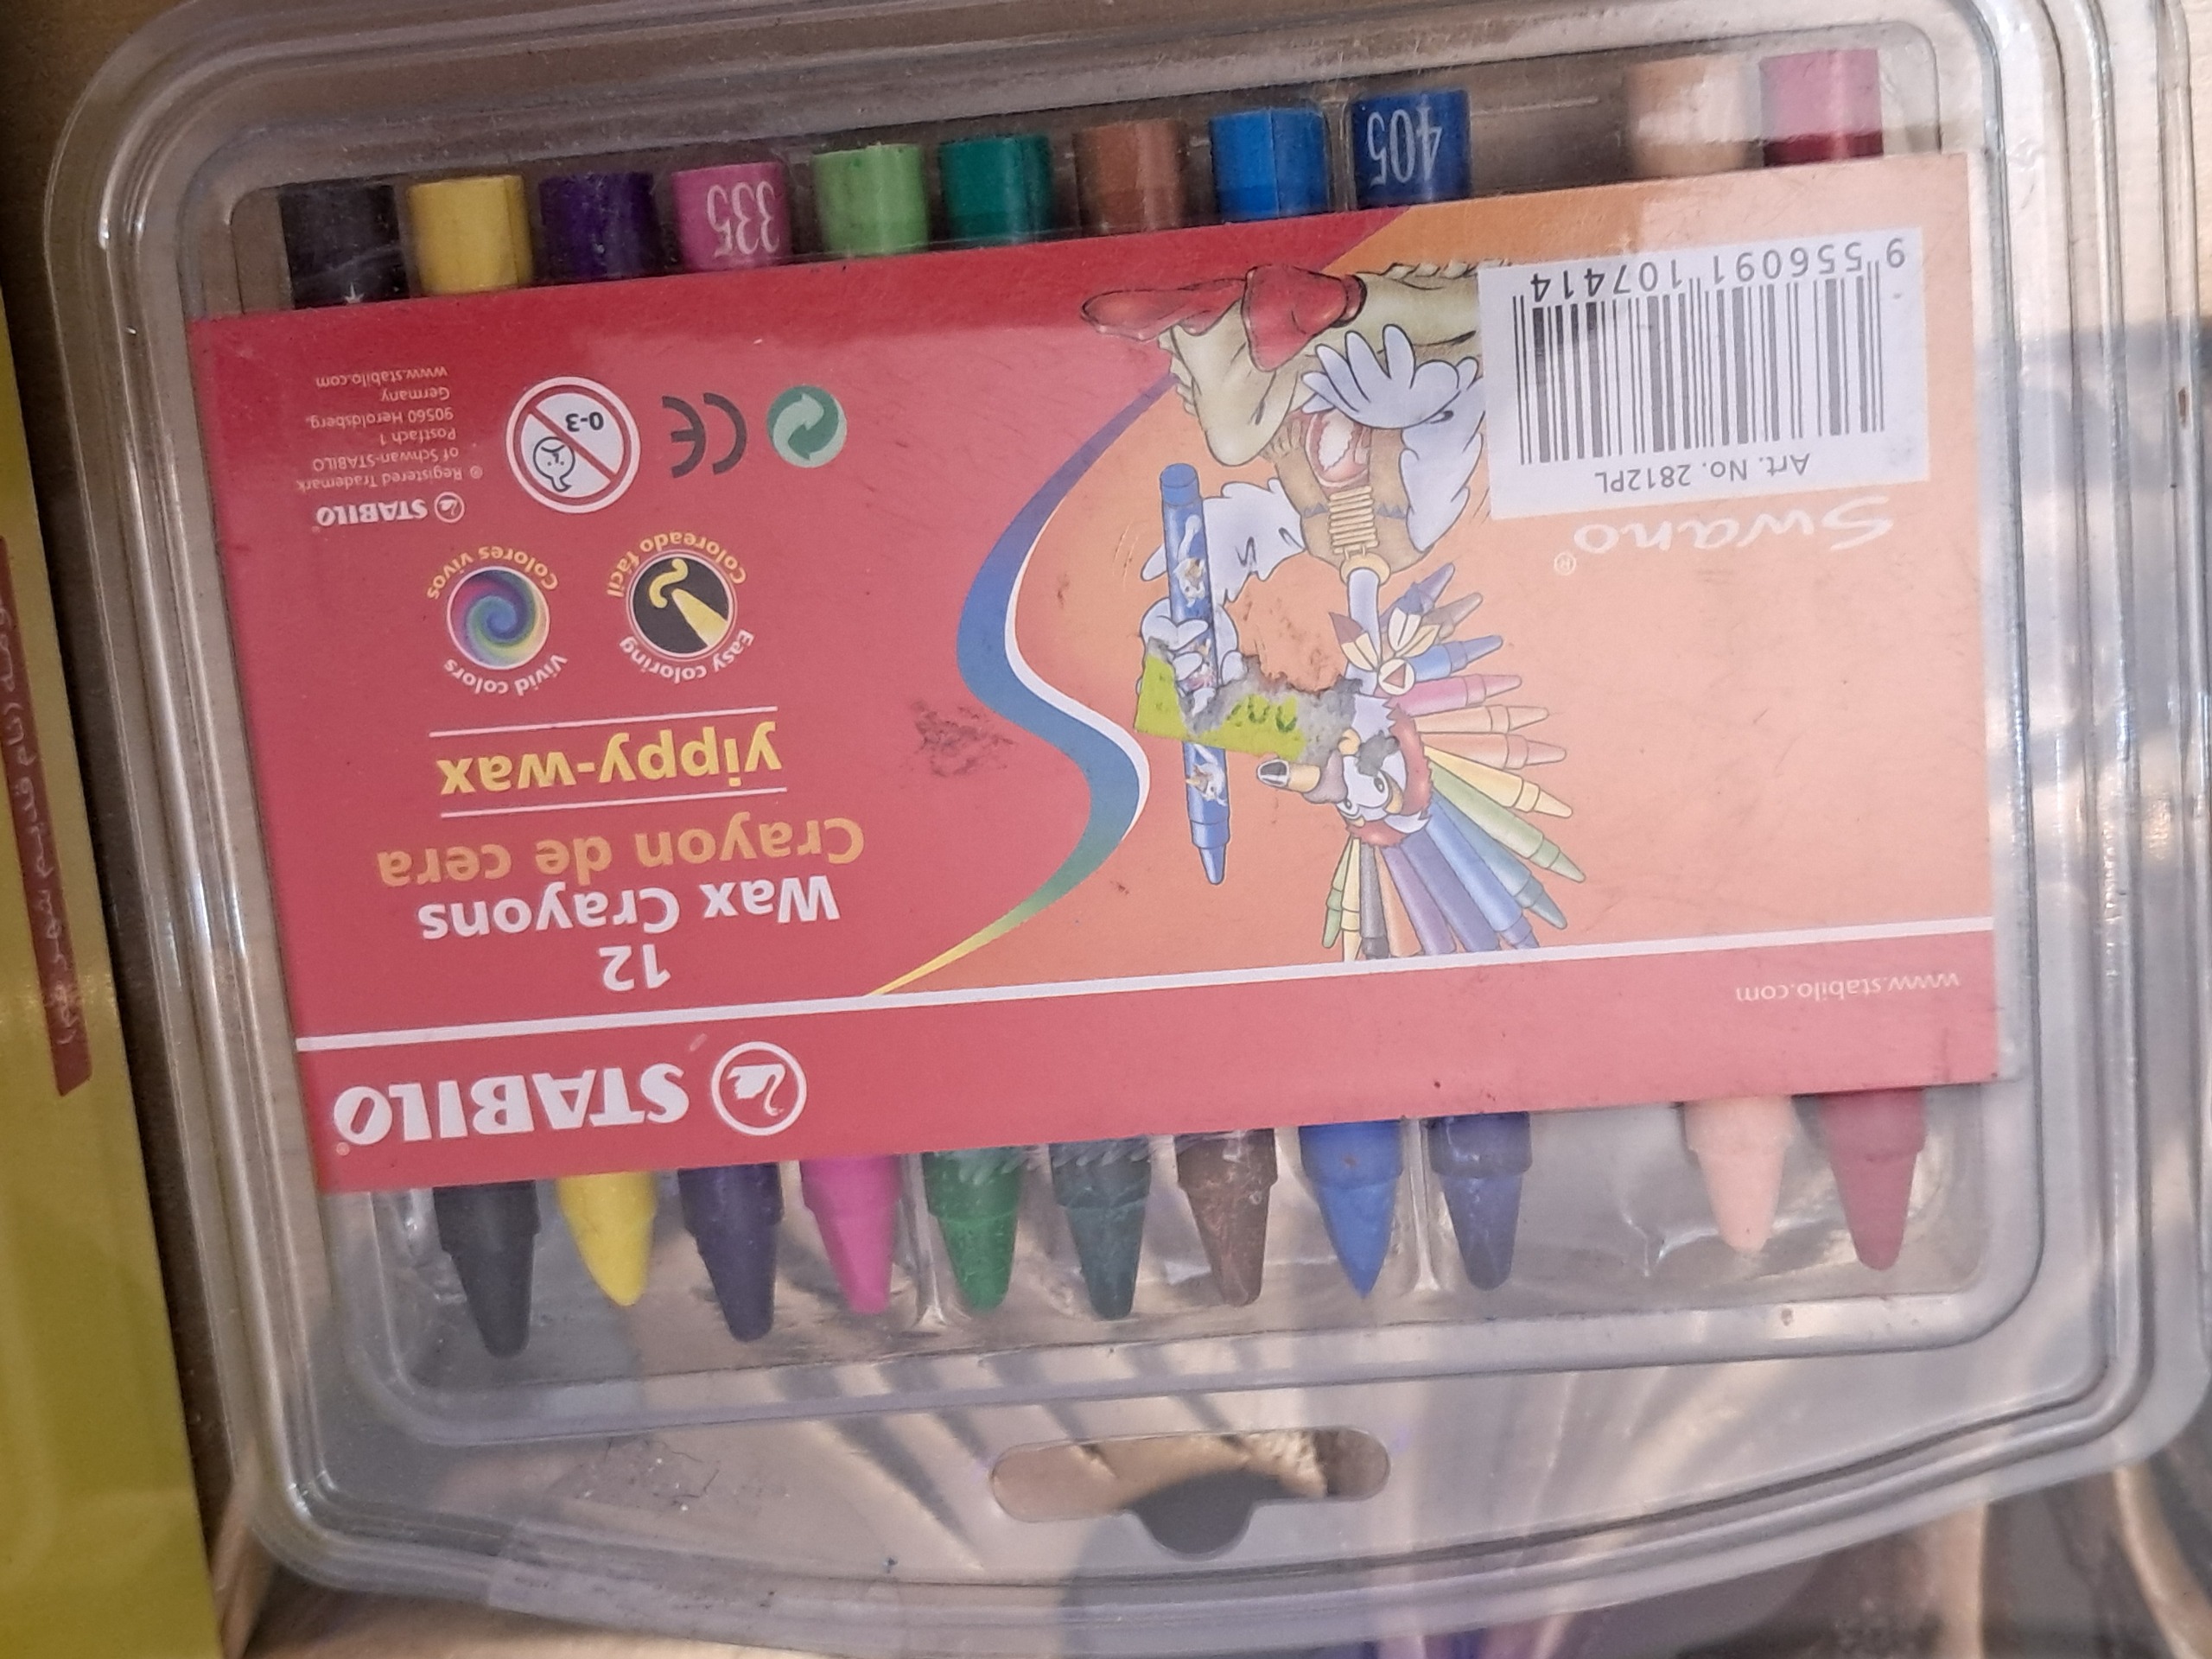 STABILO®
www.stabilo.com
12
Wax Crayons
Crayon de cera
yippy-wax
Easy coloring
Coloreado fácil
Vivid colors
Colores vivos
STABILO
® Registered Trademark
of Schwan-STABILO
Postfach 1
90560 Heroldsberg,
Germany
www.stabilo.com
0-3
CE
Swano®
Art. No. 2812PL
9 556091 107414
405
335